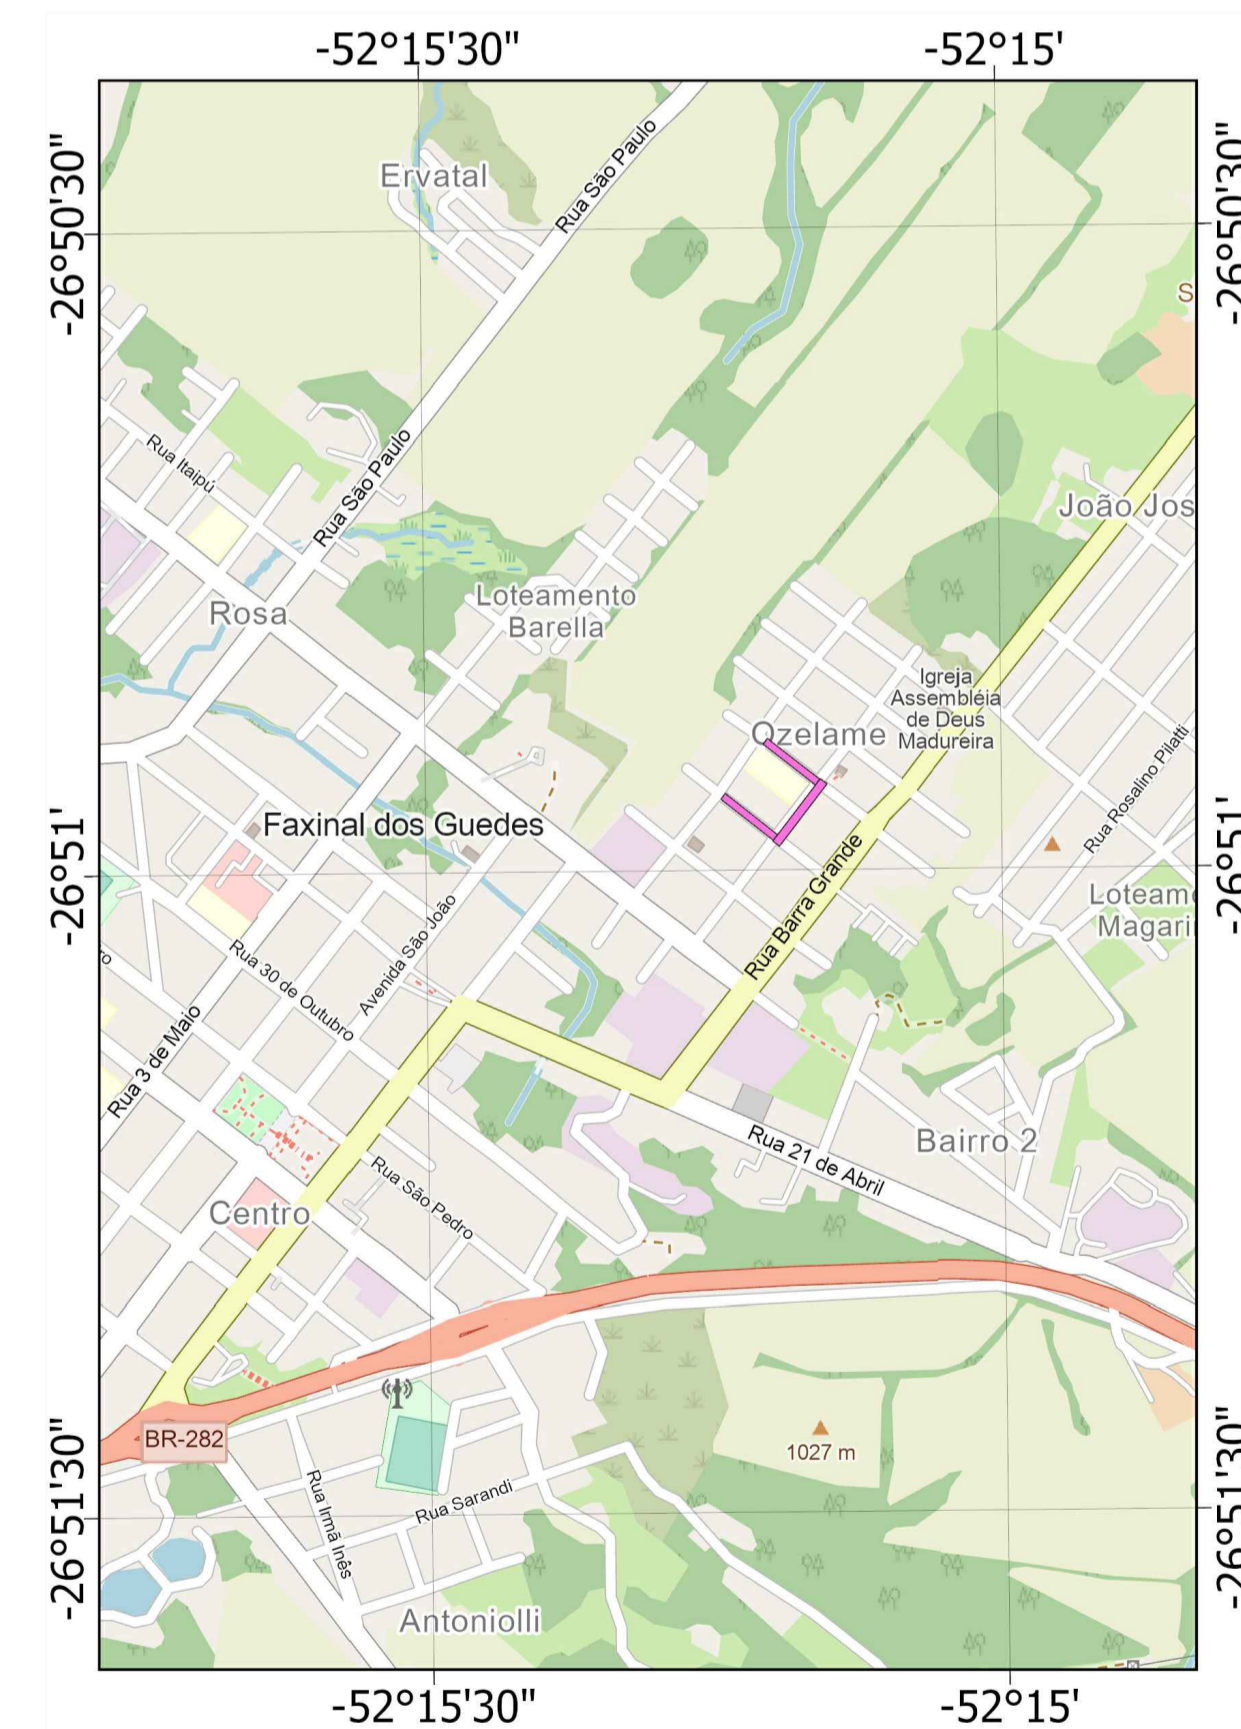 -52°15'30"
-52°15'
-26°50'30"
-26°50'30"
Ervatal
Rua São Paulo
S
Rua Itaipú
Rua São Paulo
João Jos
Rosa
Loteamento
Barella
Igreja
Assembléia
de Deus
Madureira
Ozelame
Rua Rosalino Pilatti
-26°51'
-26°51'
Faxinal dos Guedes
Rua Barra Grande
Loteame
Magari
Avenida São João
Rua 30 de Outubro
ro
Rua 3 de Maio
Rua 21 de Abril
Bairro 2
Rua São Pedro
Centro
BR-282
1027 m
Rua Irmã Inês
Rua Sarandi
-26°51'30"
-26°51'30"
Antoniolli
-52°15'30"
-52°15'